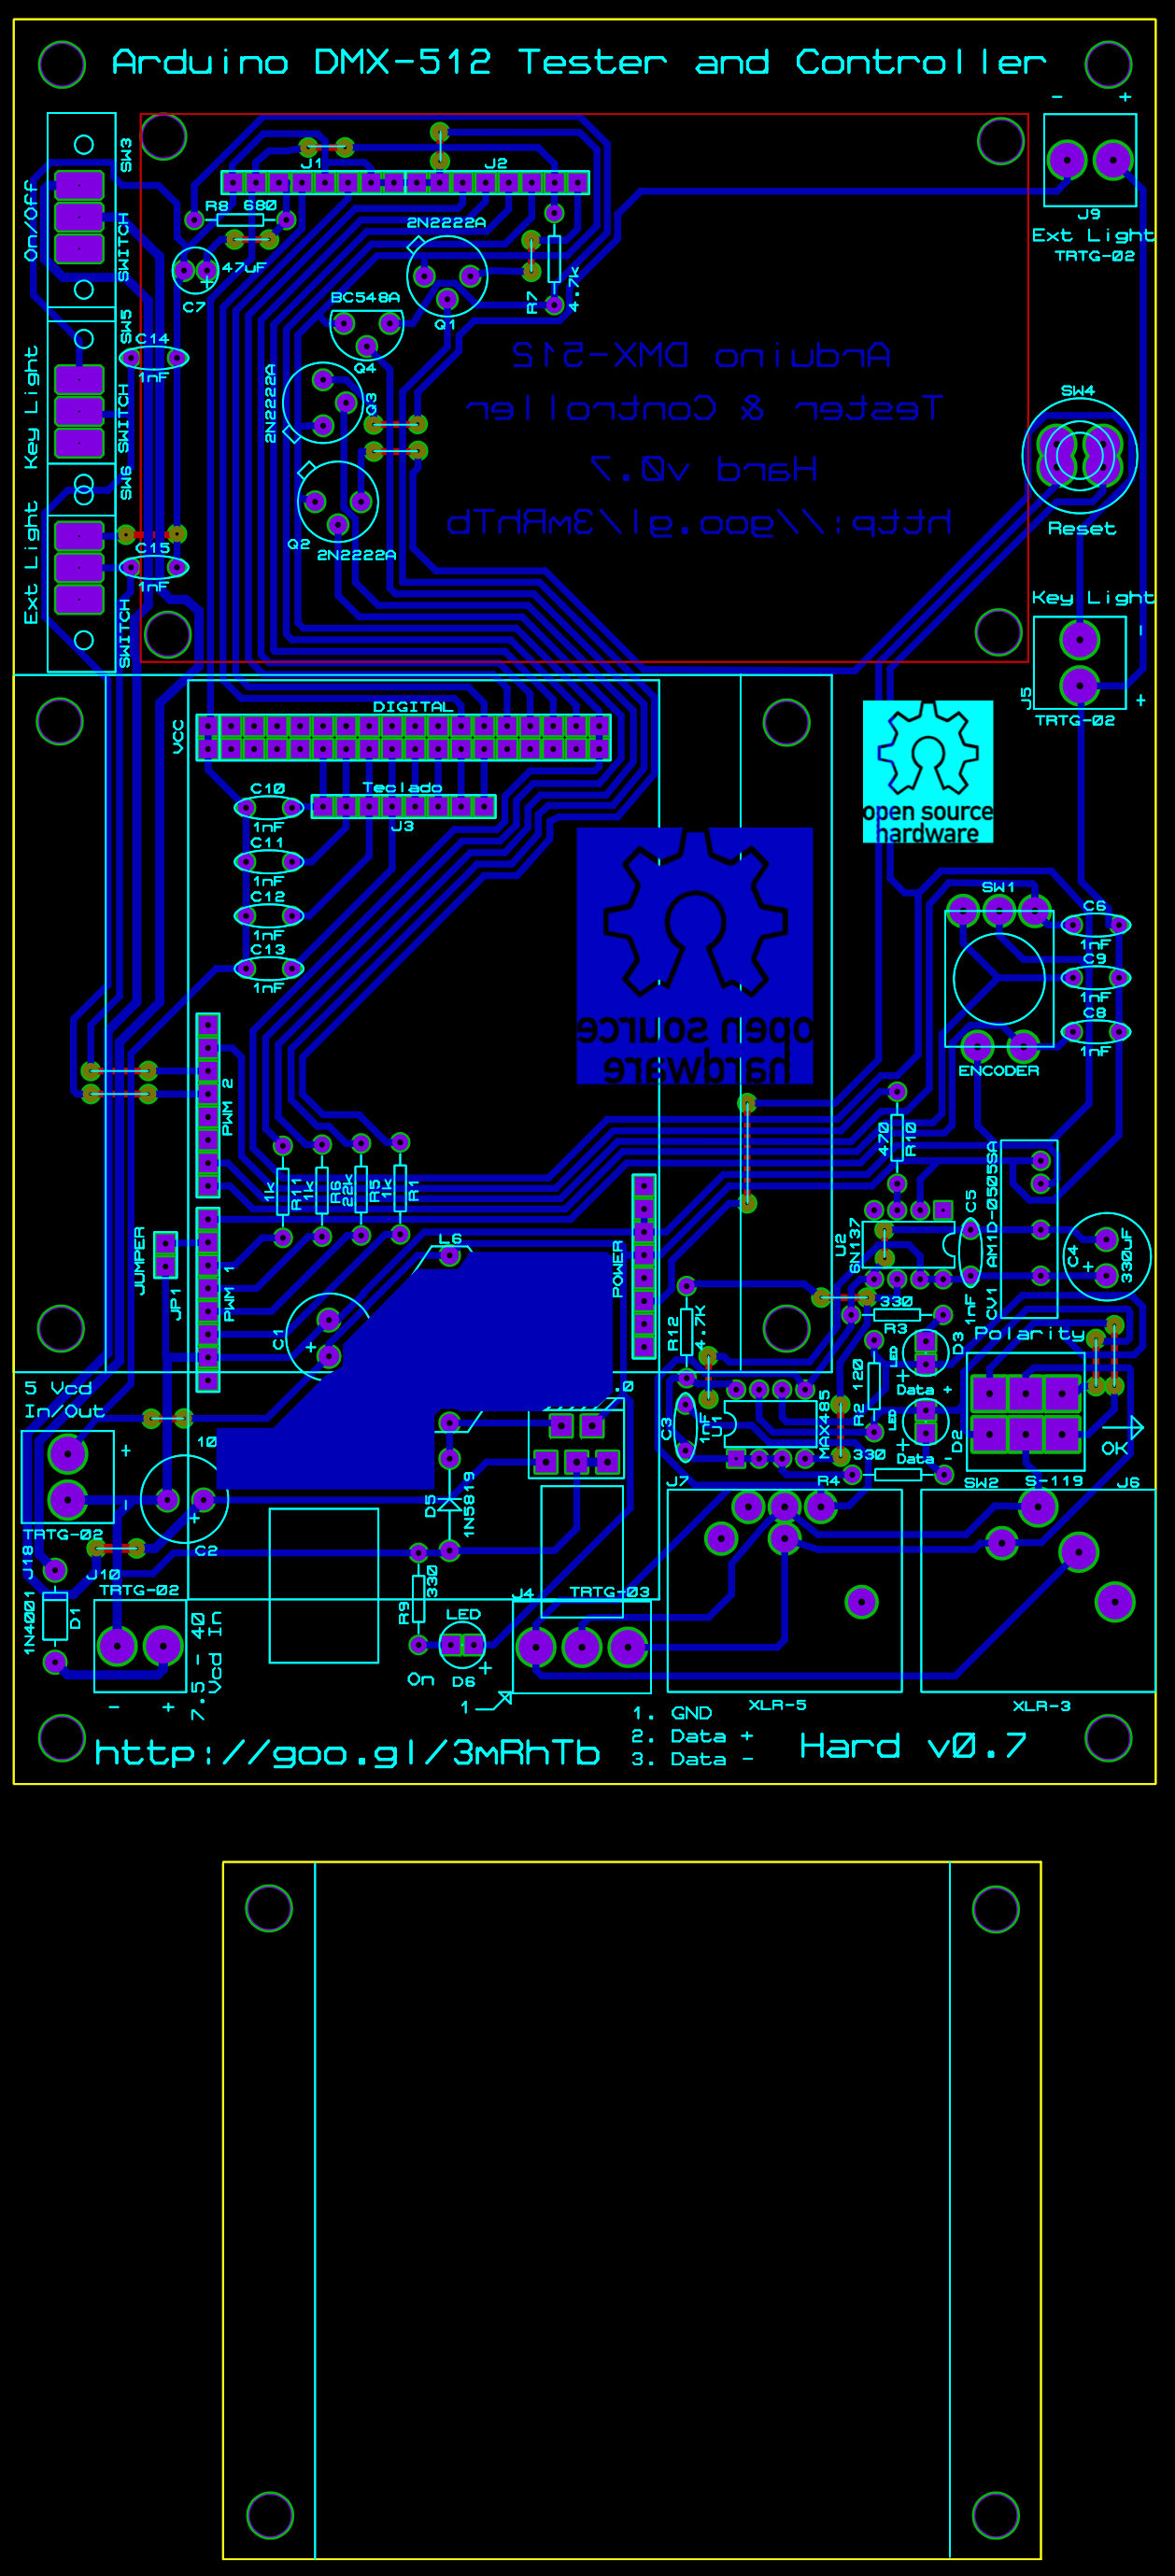 Arduino DMX-512 Tester and Controller
- +
SW3
J1
J2
J9
On/Off
SWITCH
R8 680
2N2222A
Ext Light
TRTG-02
47uF
+
C7
BC548A
Q1
R7
4.7k
SW5
C14
1nF
Q4
Arduino DMX-512
Key Light
SWITCH
2N2222A
Q3
Tester & Controller
SW4
SW6
Hard v0.7
http://goo.gl/3mRhTb
Reset
Ext Light
C15
1nF
Q2
2N2222A
SWITCH
Key Light
-
J5
+
TRTG-02
VCC
DIGITAL
C10
1nF
Teclado
J3
open source
hardware
C11
1nF
C12
1nF
C13
1nF
open source
hardware
SW1
C6
1nF
C9
1nF
C8
1nF
ENCODER
PWM 2
470
R10
1k
R11
1k
R6
22k
R5
1k
R1
AM1D-0505SA
C5
JUMPER
JP1
PWM 1
L6
POWER
U2
6N137
C4
+
330uF
1nF
CV1
C1
+
R12
4.7K
330
R3
Polarity
LED
D3
+
Data +
5 Vcd
In/Out
.0
R2
120
C3
1nF
U1
MAX485
LED
D2
+
Data -
OK
+
-
10
+
330
R4
SW2
S-119
J6
J7
D5
1N5819
TRTG-02
C2
J18
J10
TRTG-02
1N4001
D1
R9
330
J4
TRTG-03
LED
+
D6
On
7.5 - 40
Vcd In
- +
1
XLR-5
XLR-3
1. GND
2. Data +
3. Data -
http://goo.gl/3mRhTb
Hard v0.7